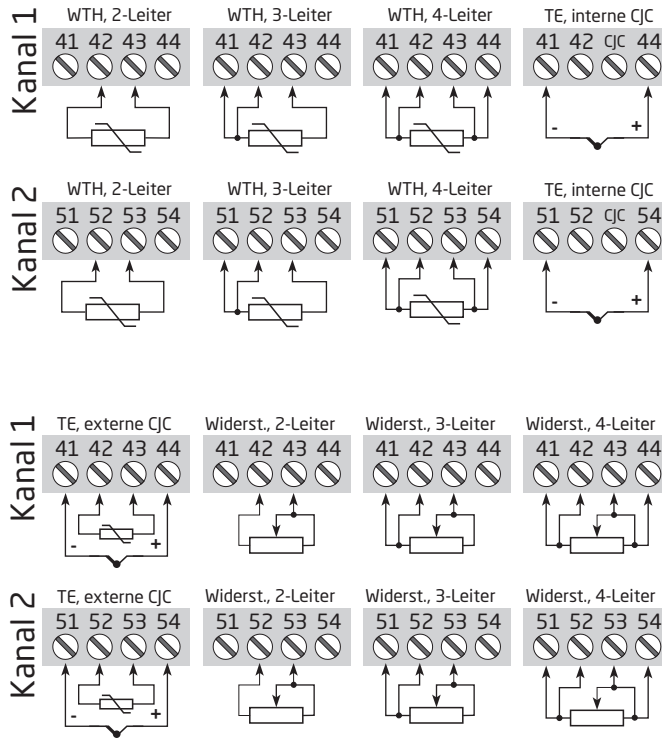 Kanal 1
WTH, 2-Leiter
41 42 43 44
WTH, 3-Leiter
41 42 43 44
WTH, 4-Leiter
41 42 43 44
TE, interne CJC
41 42 CJC 44
- +
Kanal 2
WTH, 2-Leiter
51 52 53 54
WTH, 3-Leiter
51 52 53 54
WTH, 4-Leiter
51 52 53 54
TE, interne CJC
51 52 CJC 54
- +
Kanal 1
TE, externe CJC
41 42 43 44
- +
Widerst., 2-Leiter
41 42 43 44
Widerst., 3-Leiter
41 42 43 44
Widerst., 4-Leiter
41 42 43 44
Kanal 2
TE, externe CJC
51 52 53 54
- +
Widerst., 2-Leiter
51 52 53 54
Widerst., 3-Leiter
51 52 53 54
Widerst., 4-Leiter
51 52 53 54